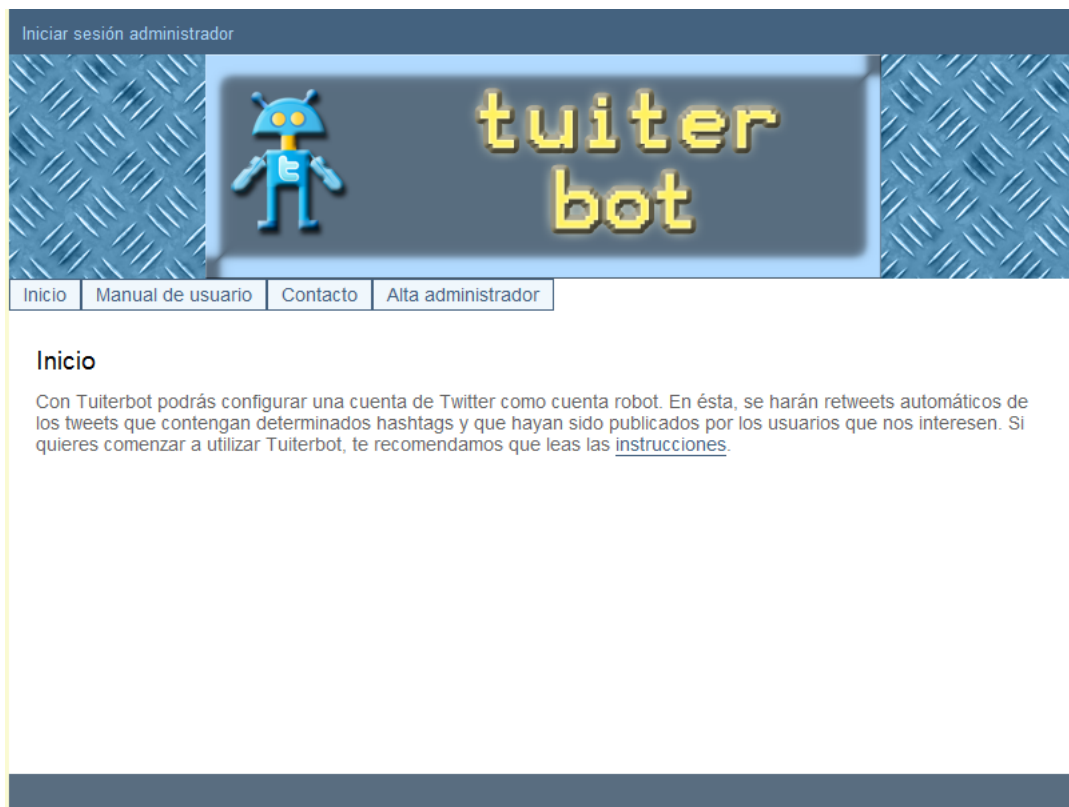 Iniciar sesión administrador
tuiter
bot
t
Inicio
Manual de usuario
Contacto
Alta administrador
Inicio
Con Tuiterbot podrás configurar una cuenta de Twitter como cuenta robot. En ésta, se harán retweets automáticos de
los tweets que contengan determinados hashtags y que hayan sido publicados por los usuarios que nos interesen. Si
quieres comenzar a utilizar Tuiterbot, te recomendamos que leas las instrucciones.